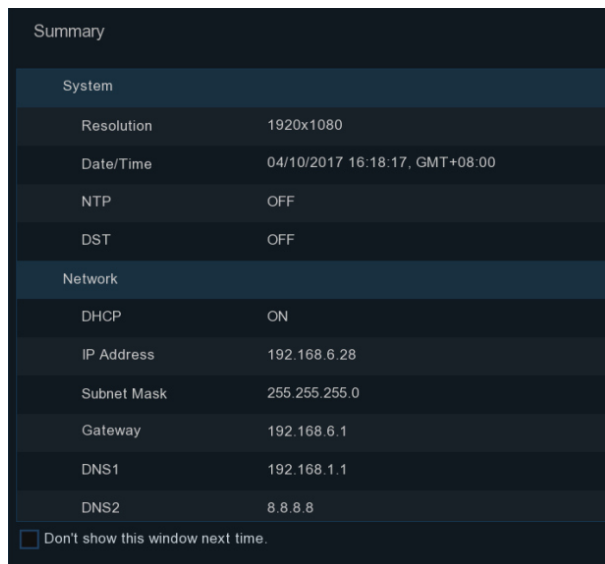 Summary
System
Resolution 1920x1080
Date/Time 04/10/2017 16:18:17, GMT+08:00
NTP OFF
DST OFF
Network
DHCP ON
IP Address 192.168.6.28
Subnet Mask 255.255.255.0
Gateway 192.168.6.1
DNS1 192.168.1.1
DNS2 8.8.8.8
Don't show this window next time.